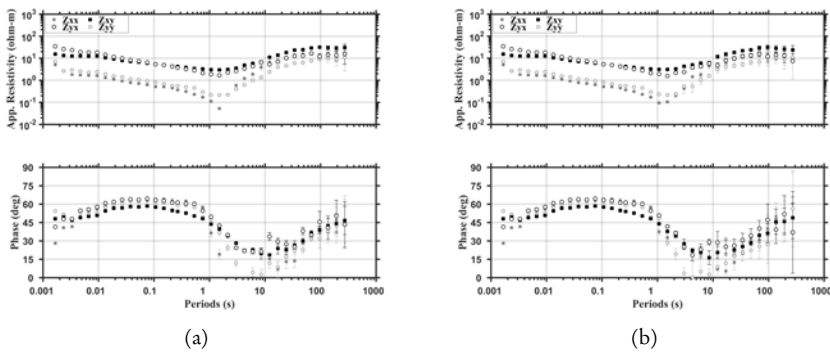 10³
10²
10¹
10⁰
10⁻¹
10⁻²
App. Resistivity (ohm-m)
Zxx Zxy
Zyx Zyy
90
75
60
45
30
15
0
Phase (deg)
0.001 0.01 0.1 1 10 100 1000
Periods (s)
(a)
10³
10²
10¹
10⁰
10⁻¹
10⁻²
App. Resistivity (ohm-m)
Zxx Zxy
Zyx Zyy
90
75
60
45
30
15
0
Phase (deg)
0.001 0.01 0.1 1 10 100 1000
Periods (s)
(b)